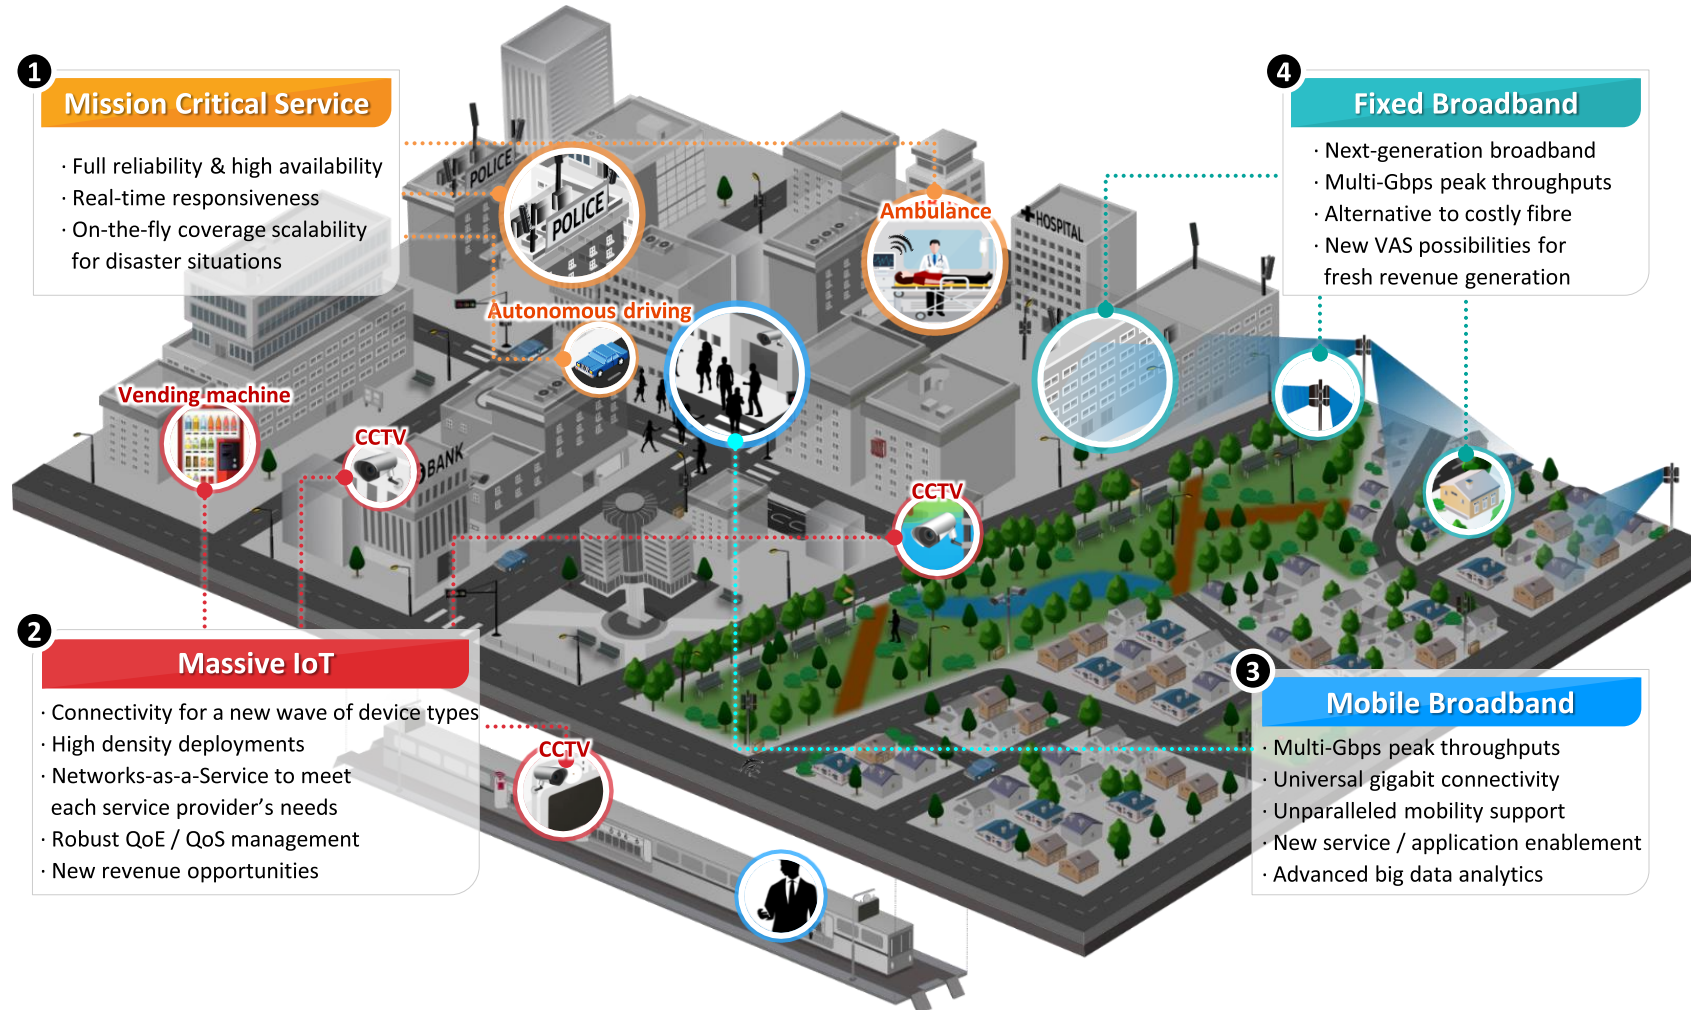 1
Mission Critical Service
· Full reliability & high availability
· Real-time responsiveness
· On-the-fly coverage scalability
for disaster situations
POLICE
POLICE
Ambulance
HOSPITAL
Autonomous driving
4
Fixed Broadband
· Next-generation broadband
· Multi-Gbps peak throughputs
· Alternative to costly fibre
· New VAS possibilities for
fresh revenue generation
Vending machine
CCTV
BANK
CCTV
2
Massive IoT
· Connectivity for a new wave of device types
· High density deployments
· Networks-as-a-Service to meet
each service provider’s needs
· Robust QoE / QoS management
· New revenue opportunities
CCTV
3
Mobile Broadband
· Multi-Gbps peak throughputs
· Universal gigabit connectivity
· Unparalleled mobility support
· New service / application enablement
· Advanced big data analytics